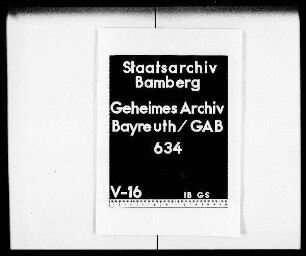 Staatsarchiv
Bamberg
Geheimes Archiv
Bayreuth/GAB
634
V-16 IB GS